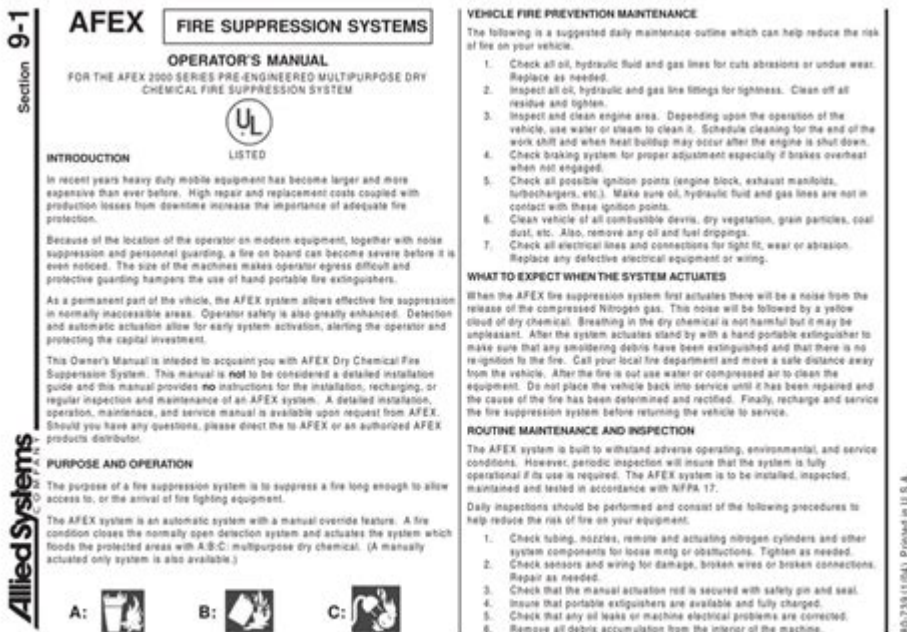 Section 9-1
AFEX
FIRE SUPPRESSION SYSTEMS
OPERATOR'S MANUAL
FOR THE AFEX 2000 SERIES PRE-ENGINEERED MULTIPURPOSE DRY
CHEMICAL FIRE SUPPRESSION SYSTEM
UL
LISTED
INTRODUCTION
In recent years heavy duty mobile equipment has become larger and more
expensive than ever before. High repair and replacement costs coupled with
production losses from downtime increase the importance of adequate fire
protection.
Because of the location of the operator on modern equipment, together with noise
suppression and personnel guarding, a fire on board can become severe before it is
even noticed. The size of the machines makes operator egress difficult and
protective guarding hampers the use of hand portable fire extinguishers.
As a permanent part of the vihicle, the AFEX system allows effective fire suppression
in normally inaccessible areas. Operator safety is also greatly enhanced. Detection
and automatic actuation allow for early system activation, alerting the operator and
protecting the capital investment.
This Owner's Manual is inteded to acquaint you with AFEX Dry Chemical Fire
Supperssion System. This manual is not to be considered a detailed installation
guide and this manual provides no instructions for the installation, recharging, or
regular inspection and maintenance of an AFEX system. A detailed installation,
operation, maintenace, and service manual is available upon request from AFEX.
Should you have any questions, please direct the to AFEX or an authorized AFEX
products distributor.
PURPOSE AND OPERATION
The purpose of a fire suppression system is to suppress a fire long enough to allow
access to, or the arrival of fire fighting equipment.
The AFEX system is an automatic system with a manual override feature. A fire
condition closes the normally open detection system and actuates the system which
floods the protected areas with A:B:C: multipurpose dry chemical. (A manually
actuated only system is also available.)
A: B: C:
Allied Systems
COMPANY
VEHICLE FIRE PREVENTION MAINTENANCE
The following is a suggested daily maintenace outline which can help reduce the risk
of fire on your vehicle.
1. Check all oil, hydraulic fluid and gas lines for cuts abrasions or undue wear.
Replace as needed.
2. Inspect all oil, hydraulic and gas line fittings for tightness. Clean off all
residue and tighten.
3. Inspect and clean engine area. Depending upon the operation of the
vehicle, use water or steam to clean it. Schedule cleaning for the end of the
work shift and when heat buildup may occur after the engine is shut down.
4. Check braking system for proper adjustment especially if brakes overheat
when not engaged.
5. Check all possible ignition points (engine block, exhaust manifolds,
turbochargers, etc.). Make sure oil, hydraulic fluid and gas lines are not in
contact with these ignition points.
6. Clean vehicle of all combustible devris, dry vegetation, grain particles, coal
dust, etc. Also, remove any oil and fuel drippings.
7. Check all electrical lines and connections for tight fit, wear or abrasion.
Replace any defective electrical equipment or wiring.
WHAT TO EXPECT WHEN THE SYSTEM ACTUATES
When the AFEX fire suppression system first actuates there will be a noise from the
release of the compressed Nitrogen gas. This noise will be followed by a yellow
cloud of dry chemical. Breathing in the dry chemical is not harmful but it may be
unpleasant. After the system actuates stand by with a hand portable extinguisher to
make sure that any smoldering debris have been extinguished and that there is no
re-ignition fo the fire. Call your local fire department and move a safe distance away
from the vehicle. After the fire is out use water or compressed air to clean the
equipment. Do not place the vehicle back into service until it has been repaired and
the cause of the fire has been determined and rectified. Finally, recharge and service
the fire suppression system before returning the vehicle to service.
ROUTINE MAINTENANCE AND INSPECTION
The AFEX system is built to withstand adverse operating, environmental, and service
conditions. However, periodic inspection will insure that the system is fully
operational if its use is required. The AFEX system is to be installed, inspected,
maintained and tested in accordance with NFPA 17.
Daily inspections should be performed and consist of the following procedures to
help reduce the risk of fire on your equipment.
1. Check tubing, nozzles, remote and actuating nitrogen cylinders and other
system components for loose mntg or obsttuctions. Tighten as needed.
2. Check sensors and wiring for damage, broken wires or broken connections.
Repair as needed.
3. Check that the manual actuation rod is secured with safety pin and seal.
4. Insure that portable extiguishers are available and fully charged.
5. Check that any oil leaks or machine electrical problems are corrected.
6. Remove all debris accumulation from the interior of the machine.
80-739 (1/04) Printed in U.S.A.